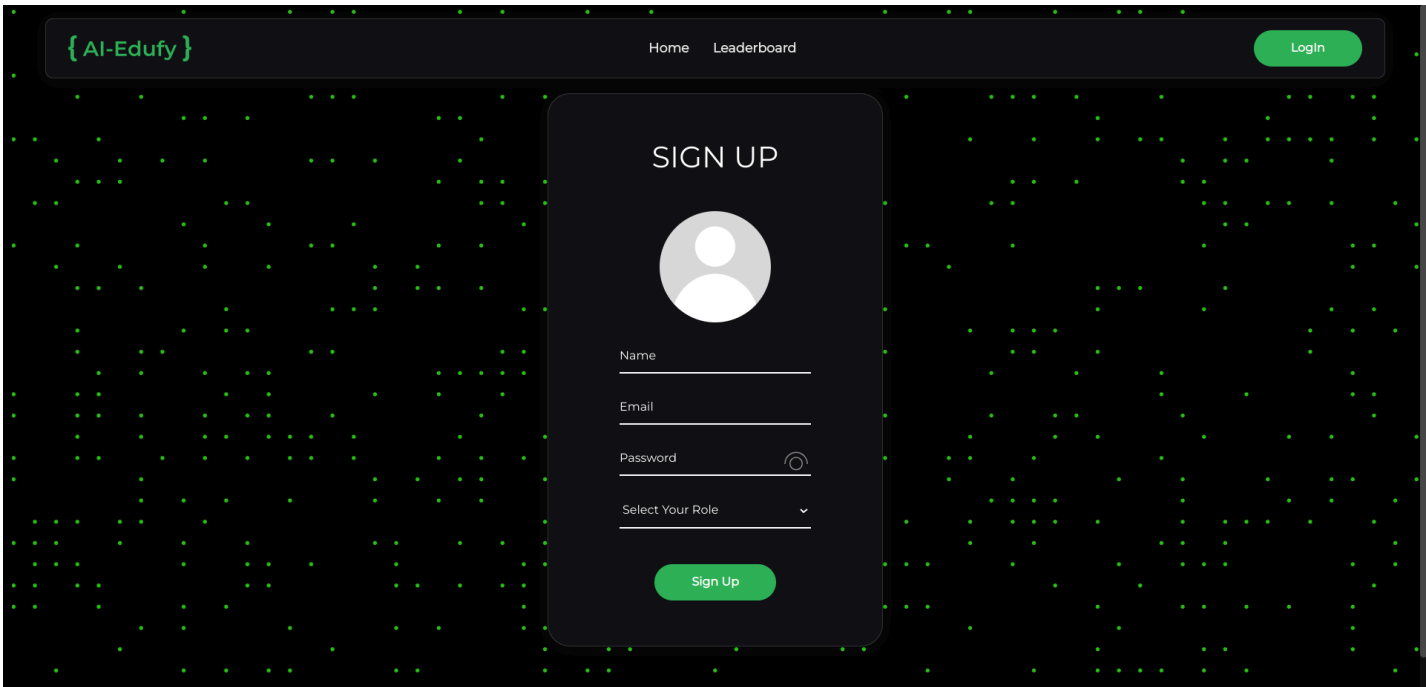 { AI-Edufy }
Home Leaderboard
LogIn
SIGN UP
Name
Email
Password
Select Your Role
Sign Up